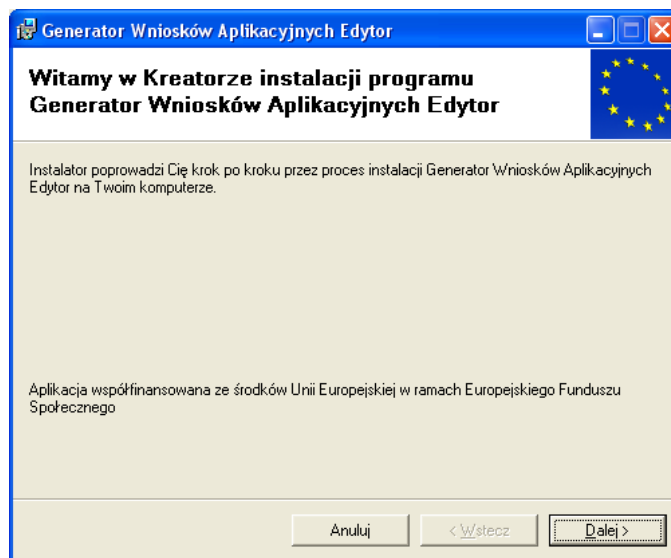 Generator Wniosków Aplikacyjnych Edytor
Witamy w Kreatorze instalacji programu
Generator Wniosków Aplikacyjnych Edytor
Instalator poprowadzi Cię krok po kroku przez proces instalacji Generator Wniosków Aplikacyjnych
Edytor na Twoim komputerze.
Aplikacja współfinansowana ze środków Unii Europejskiej w ramach Europejskiego Funduszu
Społecznego
Anuluj < Wstecz Dalej >